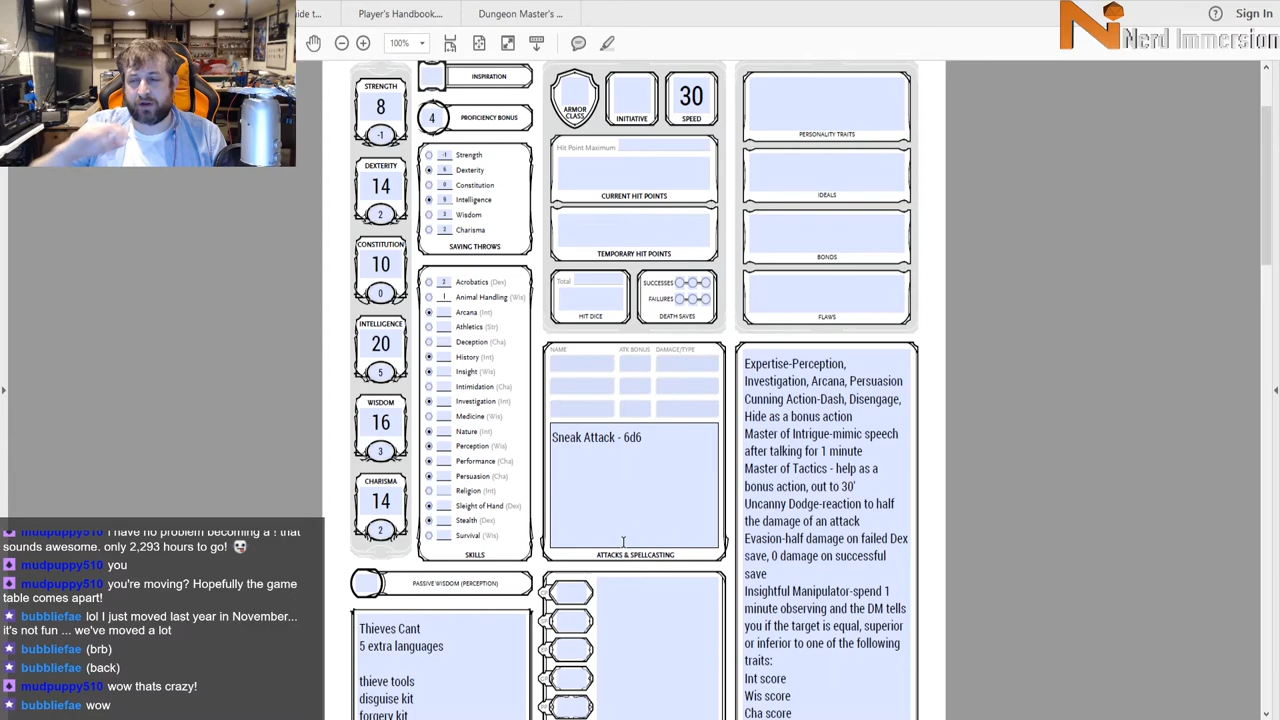 ide t...
Player's Handbook....
Dungeon Master's ...
Sign In
Nerd Immersion
100%
STRENGTH
8
-1
DEXTERITY
14
2
CONSTITUTION
10
0
INTELLIGENCE
20
5
WISDOM
16
3
CHARISMA
14
2
INSPIRATION
4
PROFICIENCY BONUS
-1 Strength
6 Dexterity
0 Constitution
9 Intelligence
3 Wisdom
2 Charisma
SAVING THROWS
2 Acrobatics (Dex)
Animal Handling (Wis)
Arcana (Int)
Athletics (Str)
Deception (Cha)
History (Int)
Insight (Wis)
Intimidation (Cha)
Investigation (Int)
Medicine (Wis)
Nature (Int)
Perception (Wis)
Performance (Cha)
Persuasion (Cha)
Religion (Int)
Sleight of Hand (Dex)
Stealth (Dex)
Survival (Wis)
SKILLS
PASSIVE WISDOM (PERCEPTION)
Thieves Cant
5 extra languages
thieve tools
disguise kit
forgery kit
ARMOR
CLASS
INITIATIVE
30
SPEED
Hit Point Maximum
CURRENT HIT POINTS
TEMPORARY HIT POINTS
Total
HIT DICE
SUCCESSES
FAILURES
DEATH SAVES
NAME ATK BONUS DAMAGE/TYPE
Sneak Attack - 6d6
ATTACKS & SPELLCASTING
PERSONALITY TRAITS
IDEALS
BONDS
FLAWS
Expertise-Perception,
Investigation, Arcana, Persuasion
Cunning Action-Dash, Disengage,
Hide as a bonus action
Master of Intrigue-mimic speech
after talking for 1 minute
Master of Tactics - help as a
bonus action, out to 30'
Uncanny Dodge-reaction to half
the damage of an attack
Evasion-half damage on failed Dex
save, 0 damage on successful
save
Insightful Manipulator-spend 1
minute observing and the DM tells
you if the target is equal, superior
or inferior to one of the following
traits:
Int score
Wis score
Cha score
mudpuppy510 I have no problem becoming a ! that
sounds awesome. only 2,293 hours to go!
mudpuppy510 you
mudpuppy510 you're moving? Hopefully the game
table comes apart!
bubbliefae lol I just moved last year in November...
it's not fun ... we've moved a lot
bubbliefae (brb)
bubbliefae (back)
mudpuppy510 wow thats crazy!
bubbliefae wow